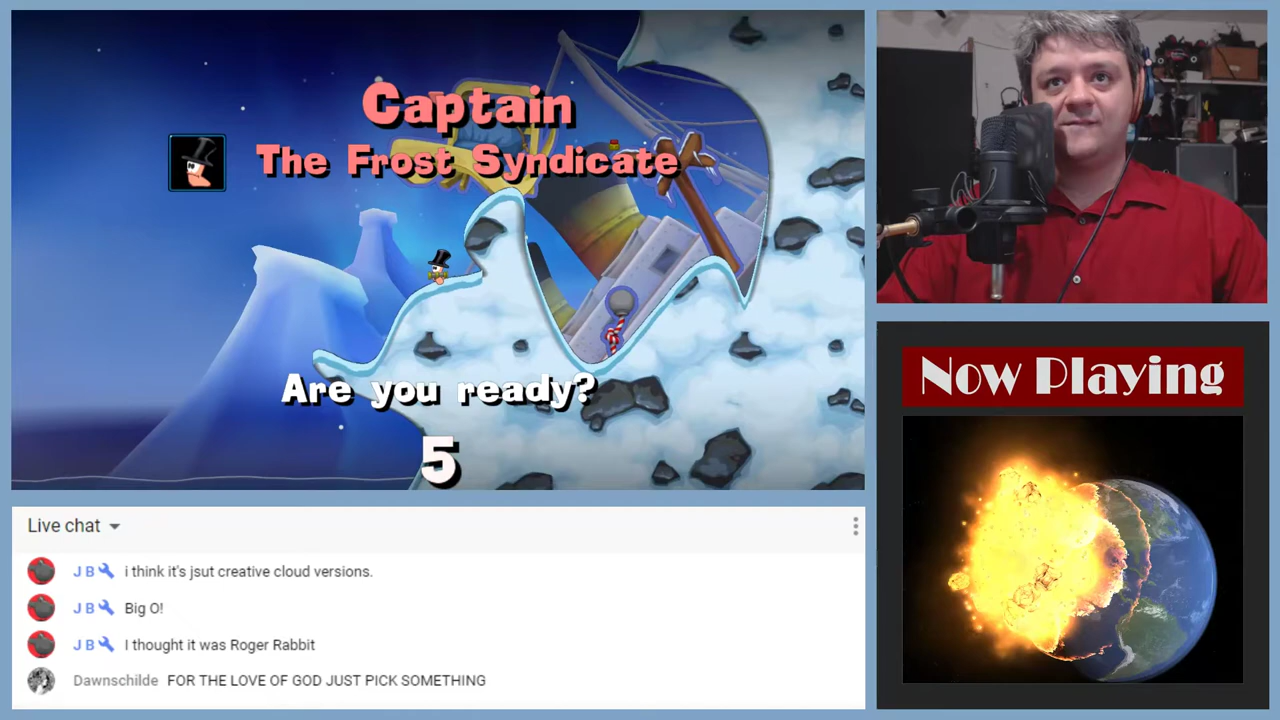 Captain
The Frost Syndicate
Are you ready?
5
Now Playing
Live chat
J B i think it's jsut creative cloud versions.
J B Big O!
J B I thought it was Roger Rabbit
Dawnschilde FOR THE LOVE OF GOD JUST PICK SOMETHING